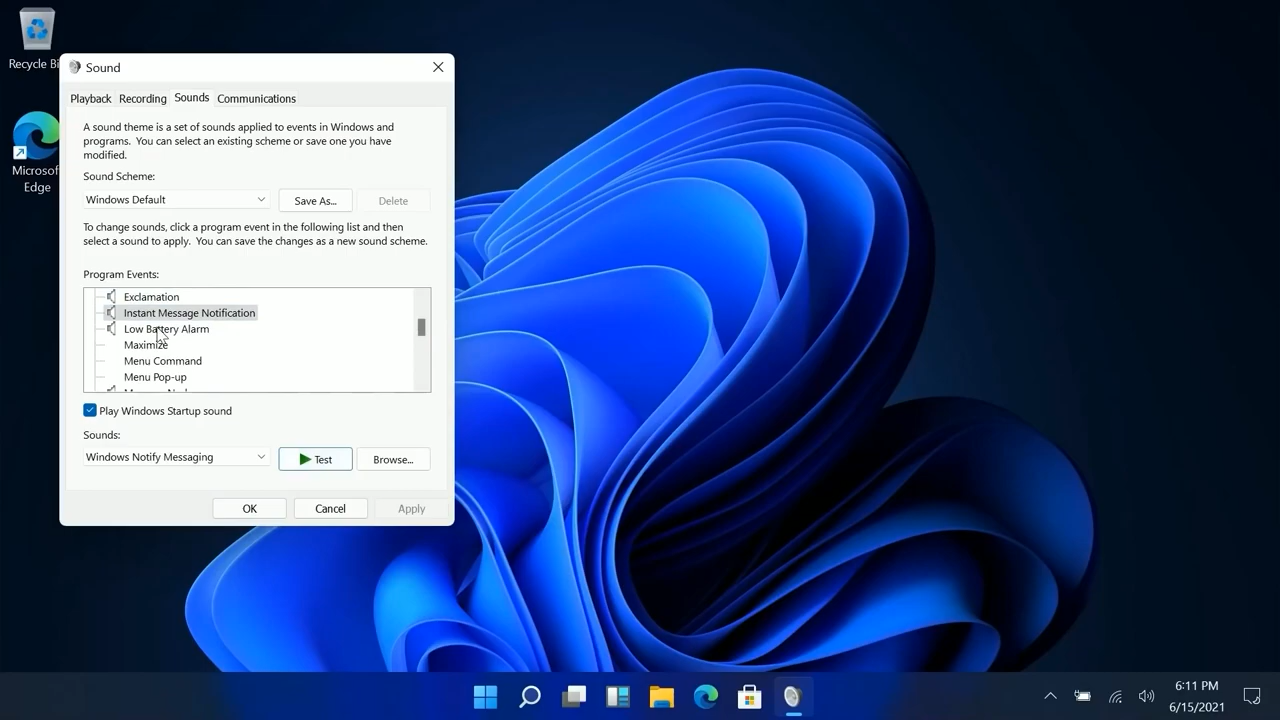 Recycle Bi
Microsof
Edge
Sound
Playback Recording Sounds Communications
A sound theme is a set of sounds applied to events in Windows and
programs. You can select an existing scheme or save one you have
modified.
Sound Scheme:
Windows Default
Save As...
Delete
To change sounds, click a program event in the following list and then
select a sound to apply. You can save the changes as a new sound scheme.
Program Events:
Exclamation
Instant Message Notification
Low Battery Alarm
Maximize
Menu Command
Menu Pop-up
Play Windows Startup sound
Sounds:
Windows Notify Messaging
Test
Browse...
OK
Cancel
Apply
6:11 PM
6/15/2021